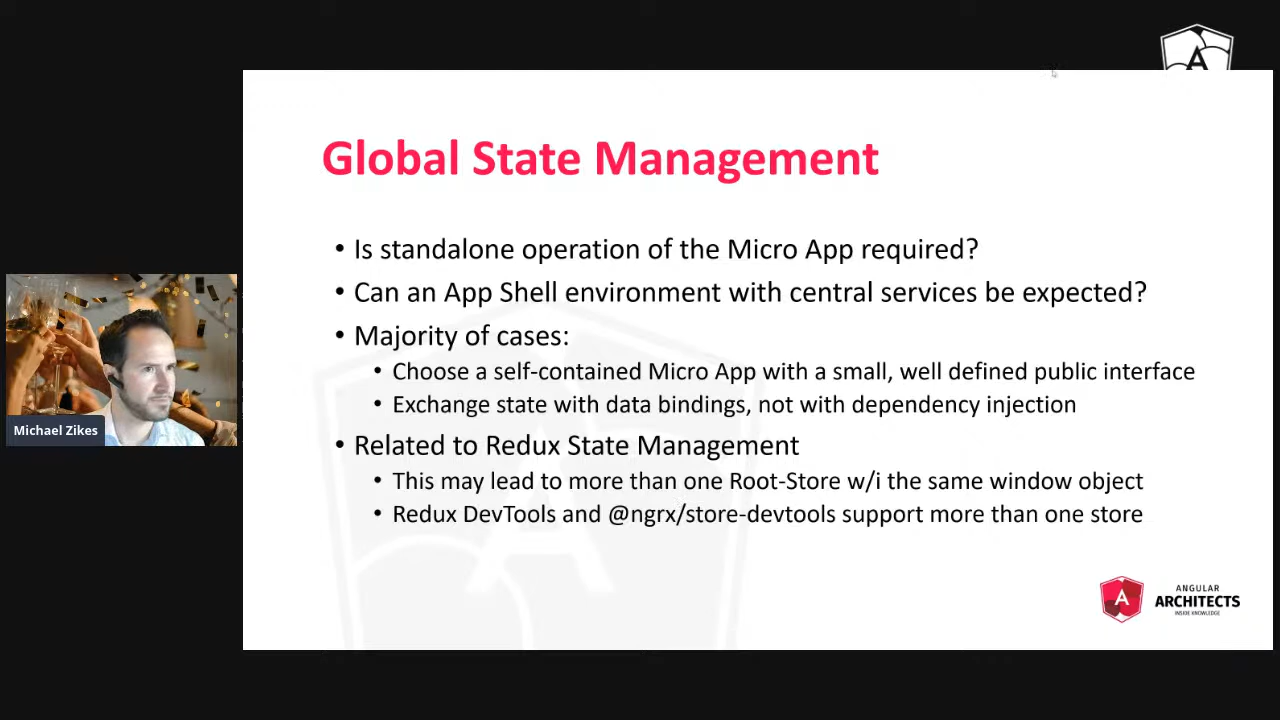 Global State Management
• Is standalone operation of the Micro App required?
• Can an App Shell environment with central services be expected?
• Majority of cases:
• Choose a self-contained Micro App with a small, well defined public interface
• Exchange state with data bindings, not with dependency injection
• Related to Redux State Management
• This may lead to more than one Root-Store w/i the same window object
• Redux DevTools and @ngrx/store-devtools support more than one store
Michael Zikes
A
A
ANGULAR
ARCHITECTS
INSIDE KNOWLEDGE